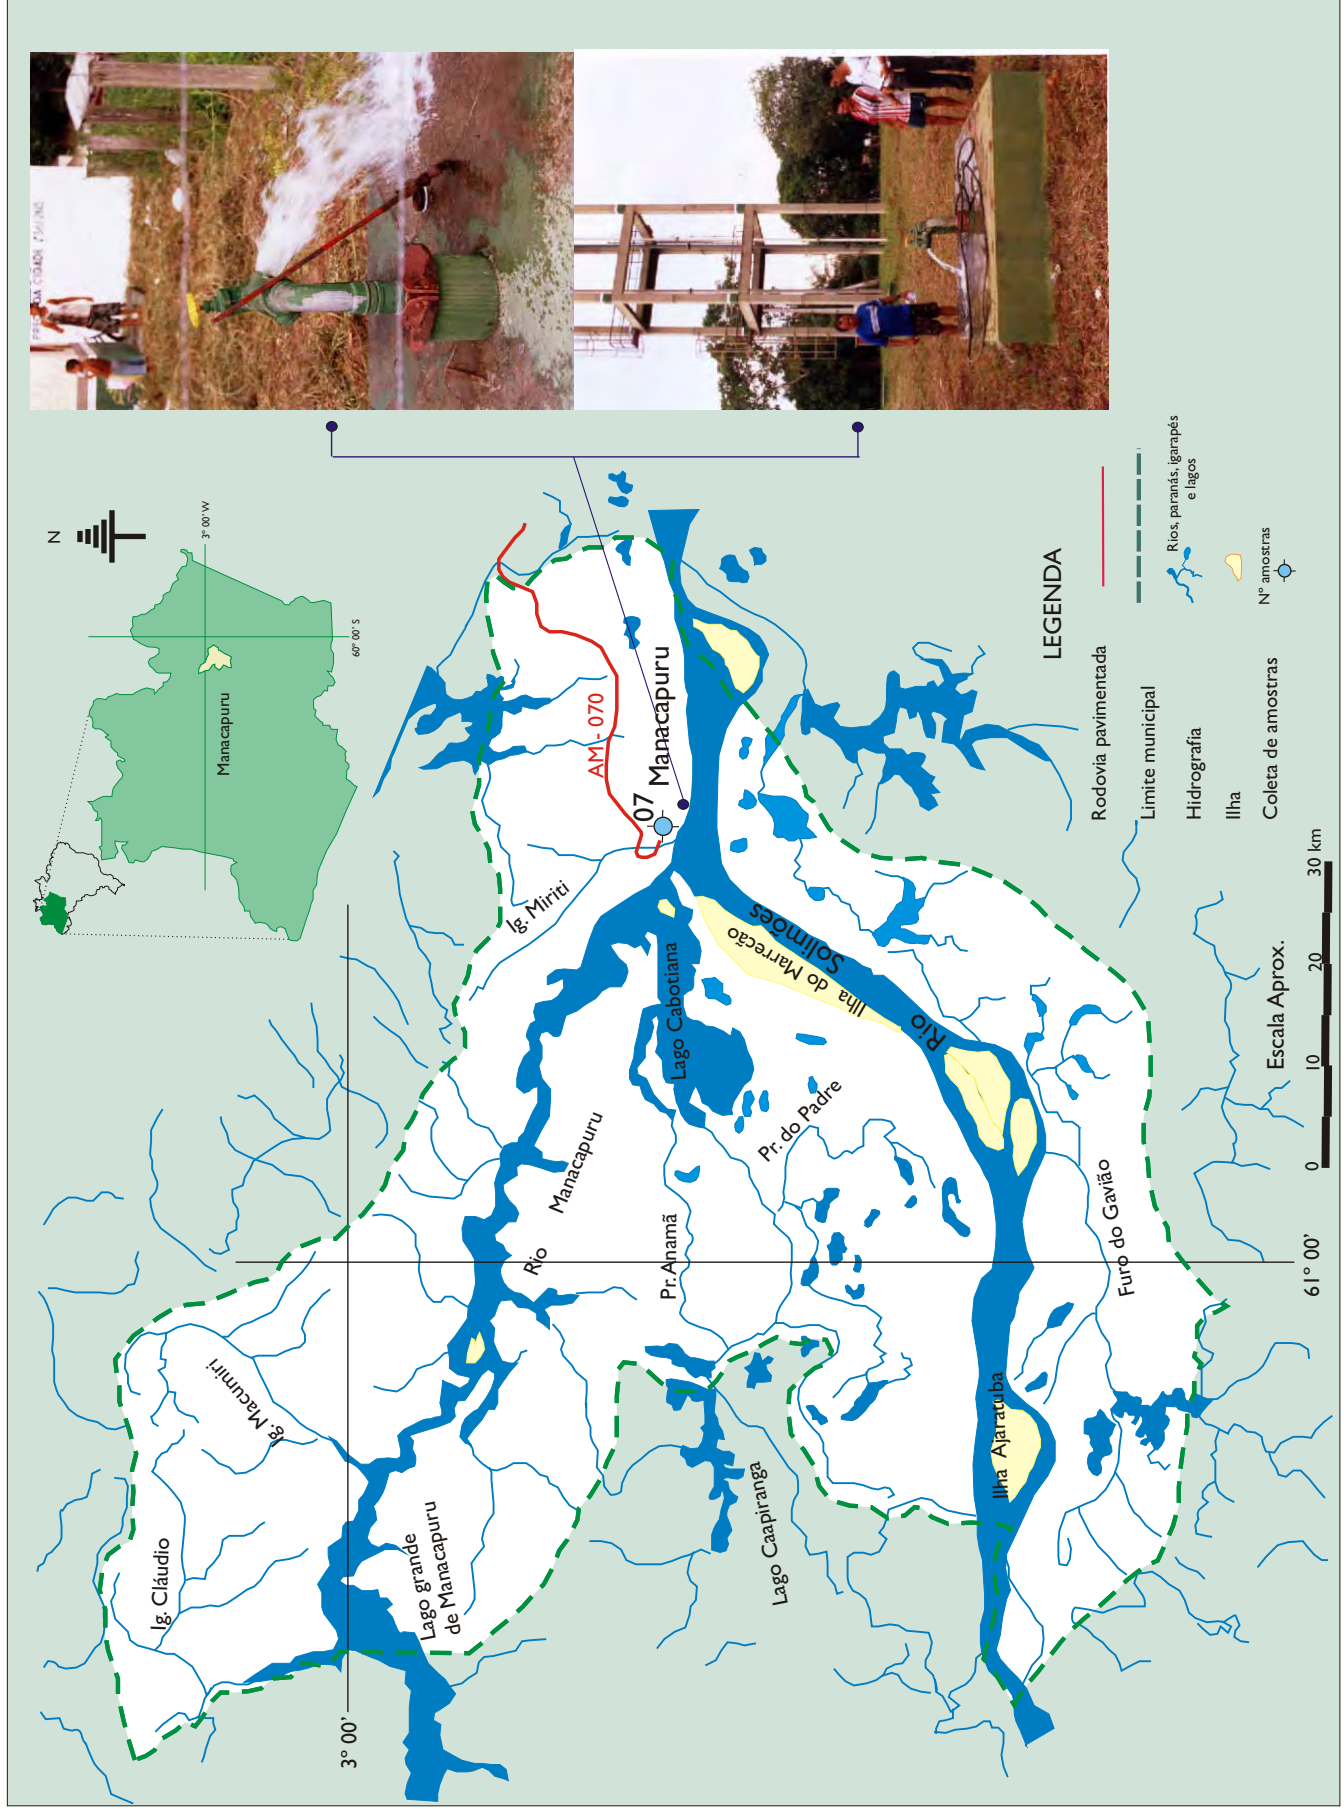 N
3° 00' W
60° 00' S
Manacapuru
AM - 070
Manacapuru
07
Ig. Miriti
Ig. Macumiri
Ig. Cláudio
Rio
Manacapuru
Lago grande
de Manacapuru
Lago Cabotiana
Ilha do Marrecão
Rio
Solimões
Pr. Anamã
Pr. do Padre
Lago Caapiranga
Ilha Ajaratuba
Furo do Gavião
3° 00'
61° 00'
LEGENDA
Rodovia pavimentada
Limite municipal
Hidrografia
Rios, paranás, igarapés
e lagos
Ilha
Coleta de amostras
Nº amostras
Escala Aprox.
0 10 20 30 km